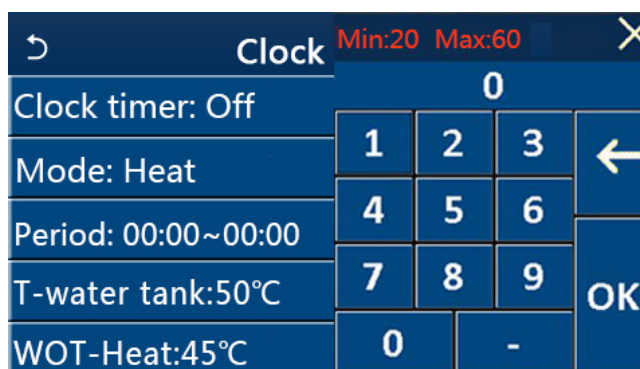 Clock
Clock timer: Off
Mode: Heat
Period: 00:00~00:00
T-water tank:50℃
WOT-Heat:45℃
Min:20 Max:60
0
1 2 3
4 5 6
7 8 9
0 -
OK